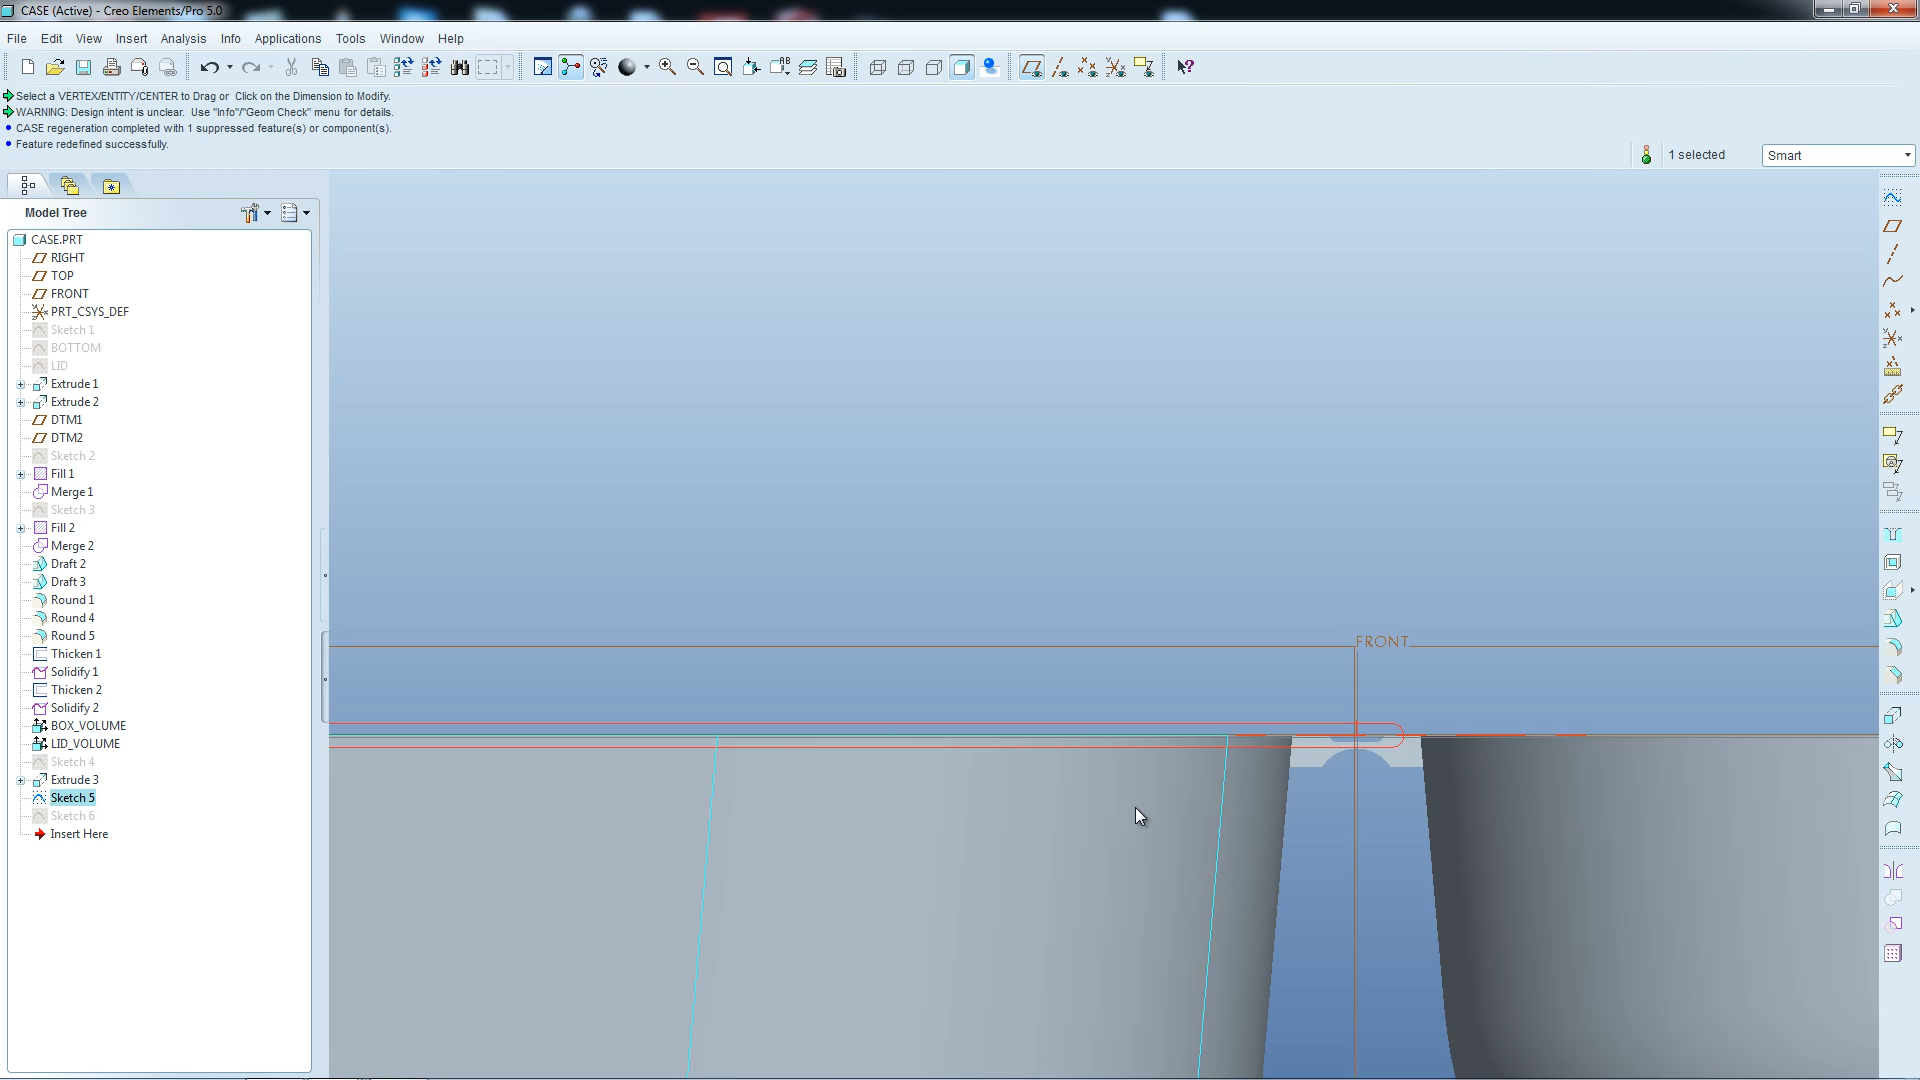 CASE (Active) - Creo Elements/Pro 5.0
File Edit View Insert Analysis Info Applications Tools Window Help
Select a VERTEX/ENTITY/CENTER to Drag or Click on the Dimension to Modify.
WARNING: Design intent is unclear. Use "Info"/"Geom Check" menu for details.
CASE regeneration completed with 1 suppressed feature(s) or component(s).
Feature redefined successfully.
1 selected
Smart
Model Tree
CASE.PRT
RIGHT
TOP
FRONT
PRT_CSYS_DEF
Sketch 1
BOTTOM
LID
Extrude 1
Extrude 2
DTM1
DTM2
Sketch 2
Fill 1
Merge 1
Sketch 3
Fill 2
Merge 2
Draft 2
Draft 3
Round 1
Round 4
Round 5
Thicken 1
Solidify 1
Thicken 2
Solidify 2
BOX_VOLUME
LID_VOLUME
Sketch 4
Extrude 3
Sketch 5
Sketch 6
Insert Here
FRONT